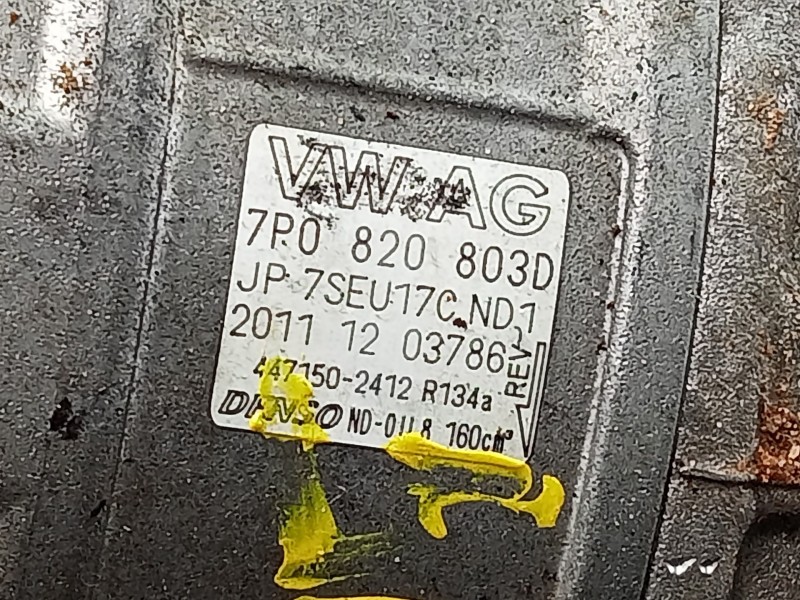 VW AG
7P0 820 803D
JP 7SEU17C ND1
2011 12 03786
REV
447150-2412 R134a
DENSO ND-OIL8 160cm³